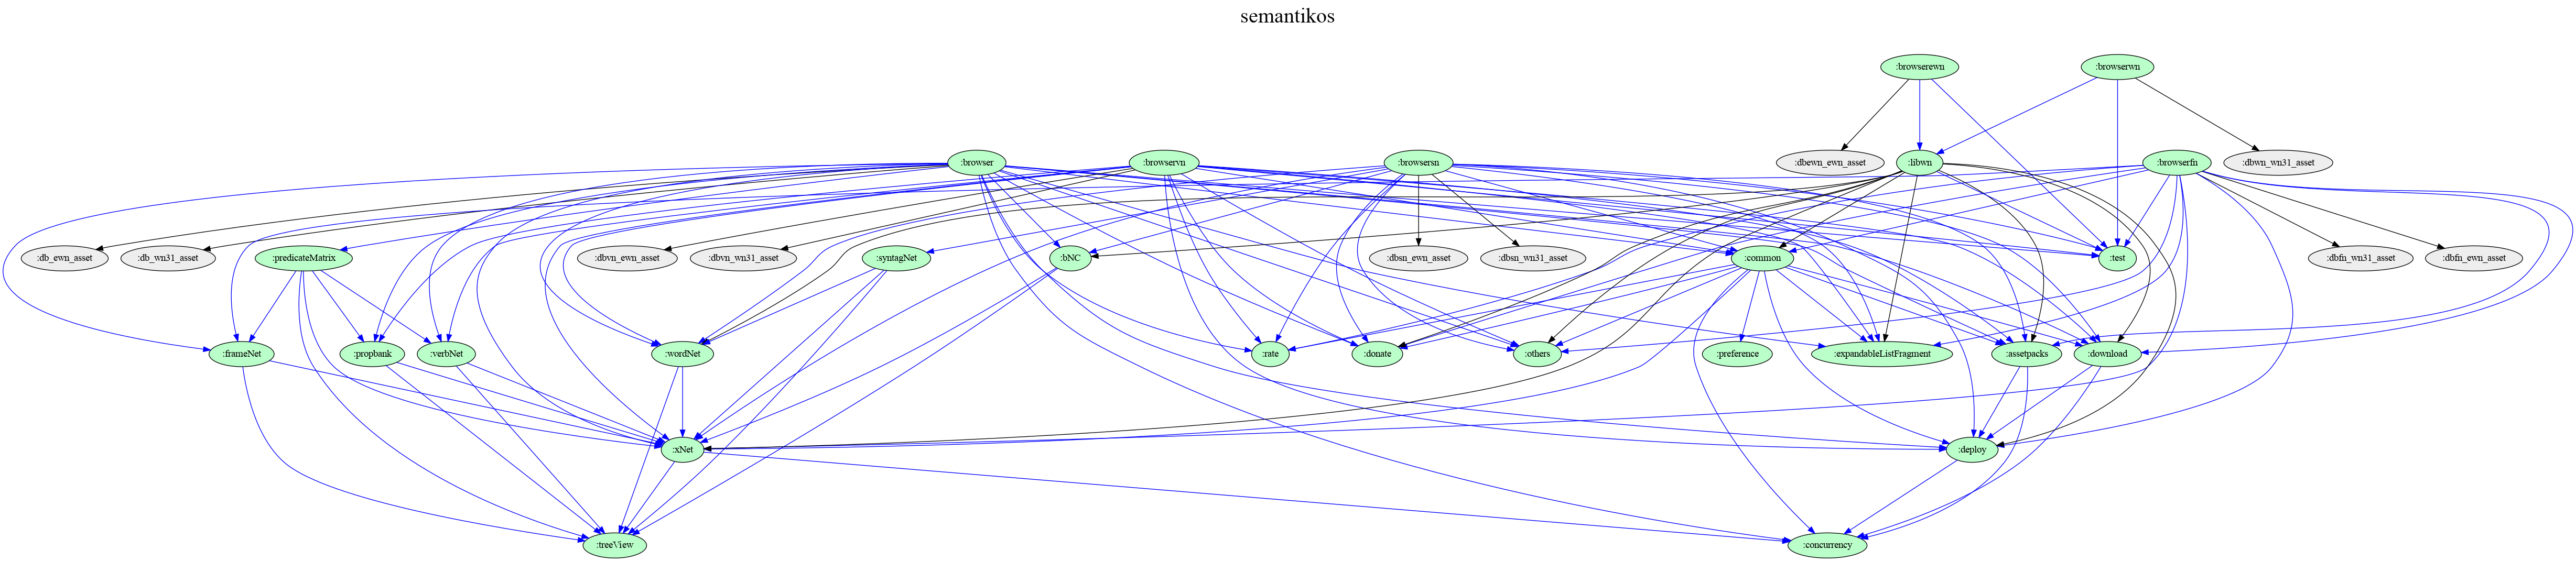 semantikos
:browserewn
:browserwn
:browser
:browservn
:browsersn
:dbewn_ewn_asset
:libwn
:browserfn
:dbwn_wn31_asset
:db_ewn_asset
:db_wn31_asset
:predicateMatrix
:dbvn_ewn_asset
:dbvn_wn31_asset
:syntagNet
:bNC
:dbsn_ewn_asset
:dbsn_wn31_asset
:common
:test
:dbfn_wn31_asset
:dbfn_ewn_asset
:frameNet
:propbank
:verbNet
:wordNet
:rate
:donate
:others
:preference
:expandableListFragment
:assetpacks
:download
:xNet
:deploy
:treeView
:concurrency